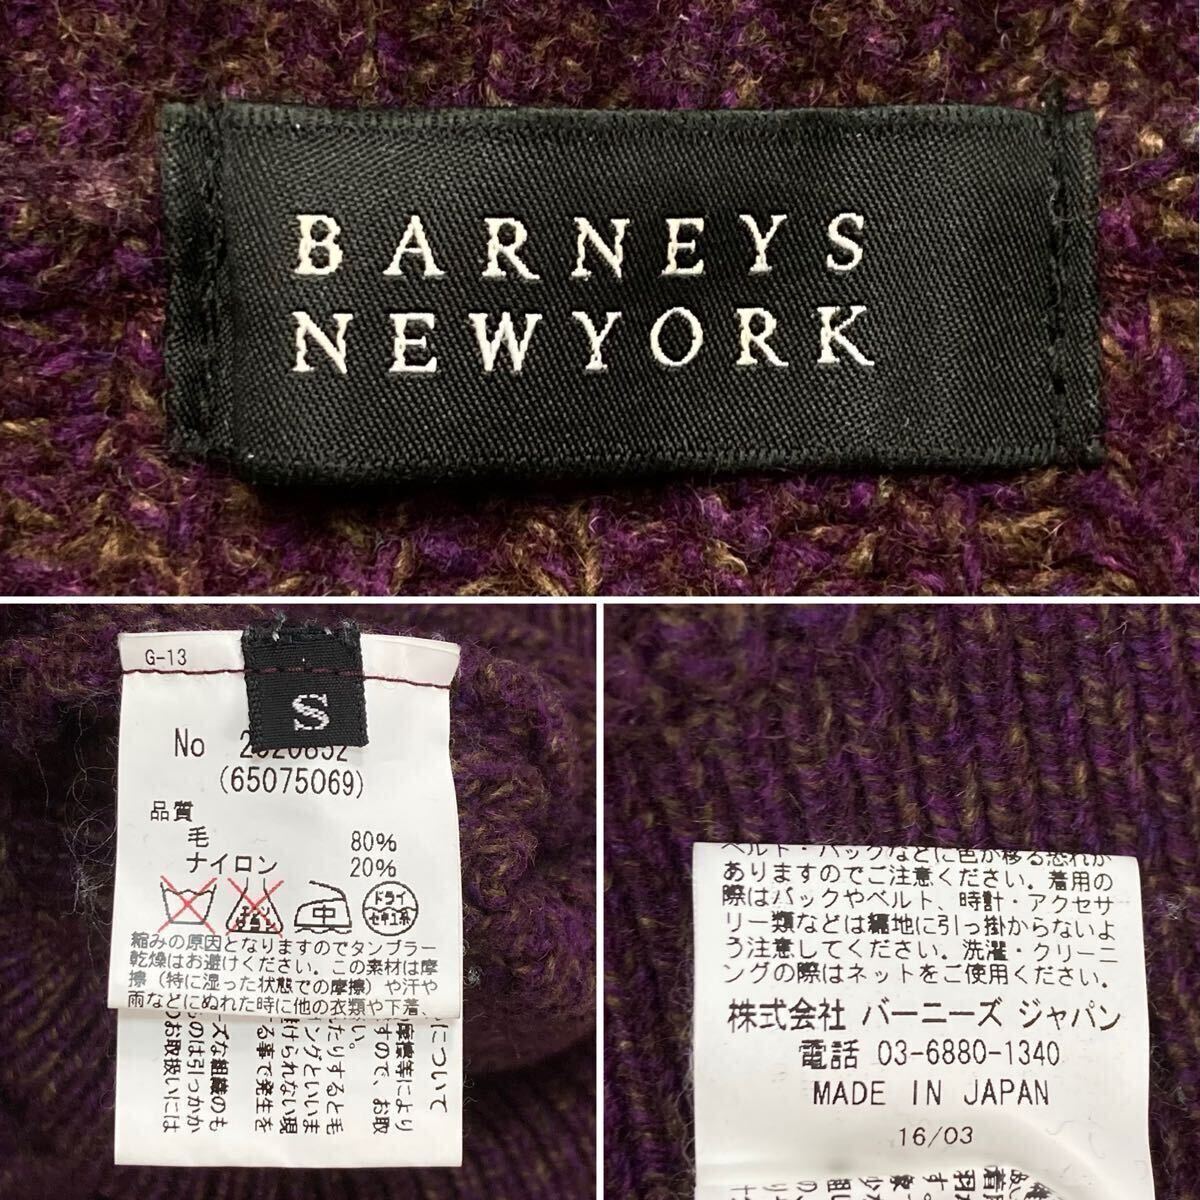 BARNEYS
NEWYORK
G-13
S
No 2320852
(65075069)
品質
毛 80%
ナイロン 20%
中
ドライ
セキユ系
縮みの原因となりますのでタンブラー
乾燥はお避けください。この素材は摩
擦(特に湿った状態での摩擦)や汗や
雨などにぬれた時に他の衣類や下着、
ベルト・バックなどに色が移る恐れが
ありますのでご注意ください。着用の
際はバックやベルト、時計・アクセサ
リー類などは編地に引っ掛からないよ
う注意してください。洗濯・クリーニ
ングの際はネットをご使用ください。
株式会社 バーニーズ ジャパン
電話 03-6880-1340
MADE IN JAPAN
16/03